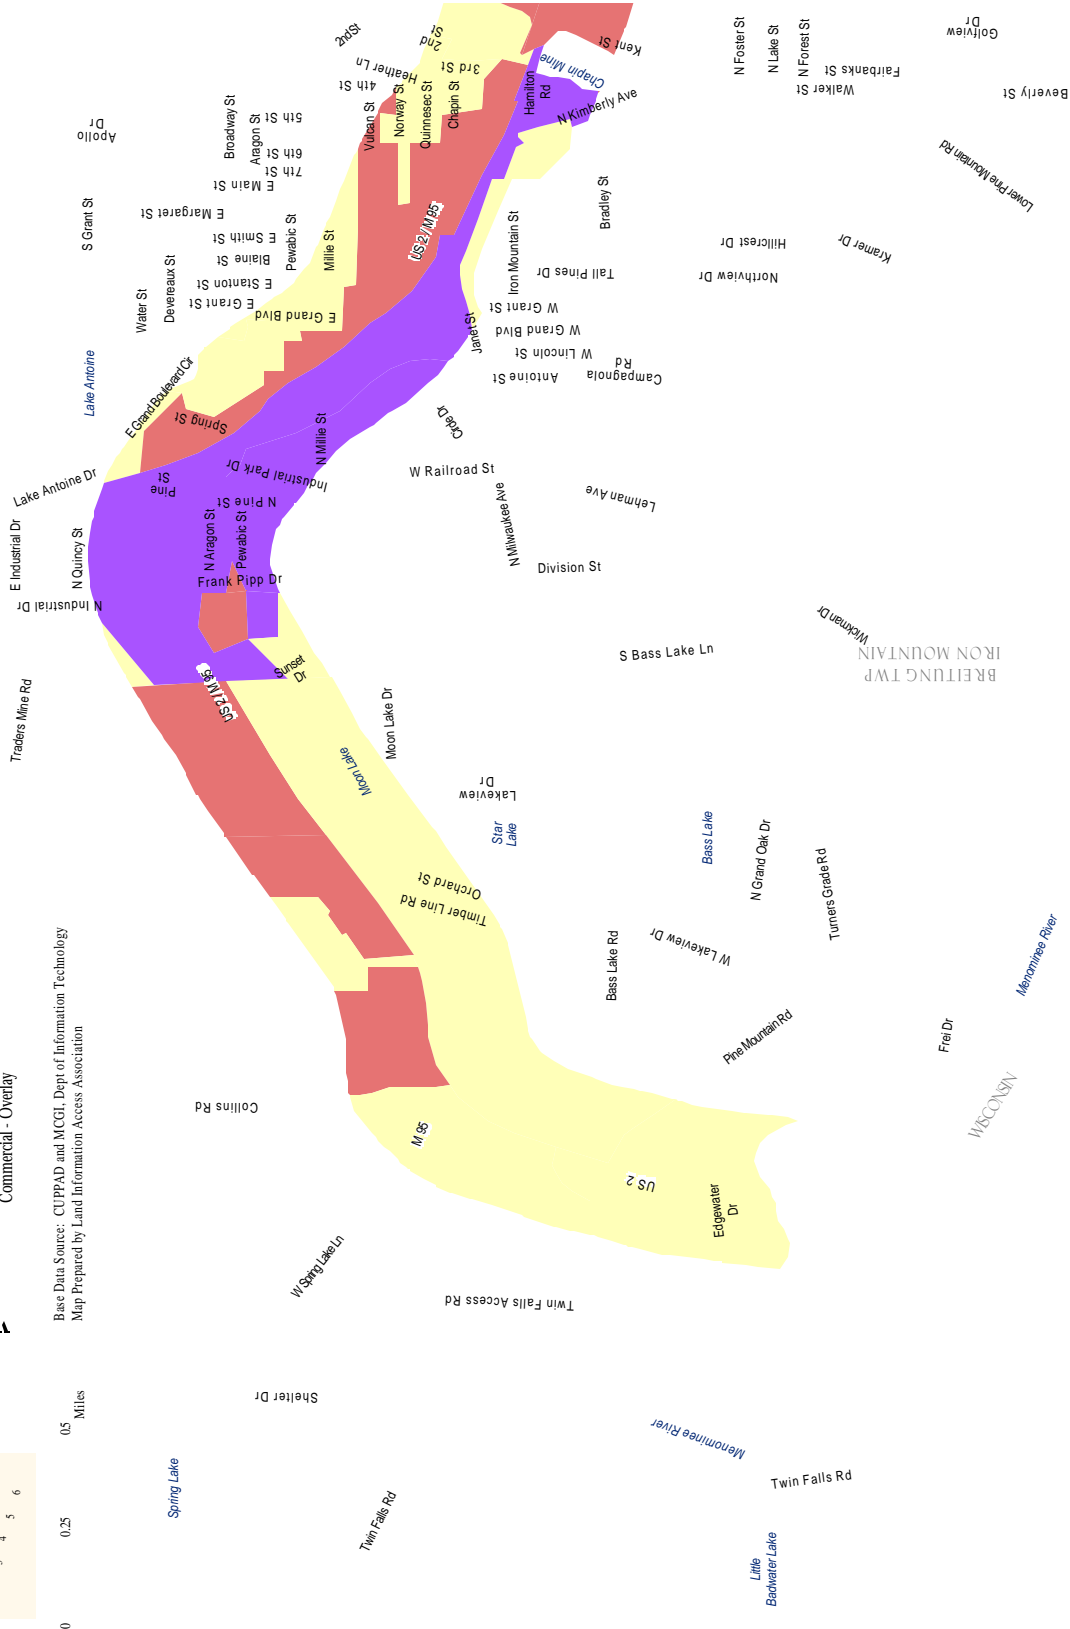 2nd St
2nd
St
Kent St
N Foster St
N Lake St
N Forest St
Golfview
Dr
Heather Ln
3rd St
4th St
Chapin Mine
Fairbanks St
Walker St
Beverly St
Vulcan St
Norway St
Quinnesec St
Chapin St
Hamilton
Rd
N Kimberly Ave
Apollo
Dr
Broadway St
Aragon St
5th St
6th St
7th St
E Main St
Lower Pine Mountain Rd
S Grant St
E Margaret St
E Smith St
Blaine St
Pewabic St
Millie St
US 2 / M 95
Iron Mountain St
Bradley St
Hillcrest Dr
Kramer Dr
Northview Dr
Tall Pines Dr
Water St
Devereaux St
E Stanton St
E Grant St
E Grand Blvd
W Grant St
W Grand Blvd
W Lincoln St
Janet St
Antoine St
Campagnola
Rd
Lake Antoine
E Grand Boulevard Cir
Spring St
Circle Dr
N Millie St
Lake Antoine Dr
Pine
St
Industrial Park Dr
W Railroad St
N Pine St
Lehman Ave
N Milwaukee Ave
E Industrial Dr
N Quincy St
N Aragon St
Pewabic St
Frank Pipp Dr
Division St
N Industrial Dr
Wickman Dr
S Bass Lake Ln
IRON MOUNTAIN
BREITUNG TWP
Sunset
Dr
US 2 / M 95
Traders Mine Rd
Moon Lake Dr
Moon Lake
Lakeview
Dr
Star
Lake
Bass Lake
N Grand Oak Dr
Turners Grade Rd
Orchard St
Timber Line Rd
W Lakeview Dr
Bass Lake Rd
Menominee River
Pine Mountain Rd
Frei Dr
WISCONSIN
Commercial - Overlay
Base Data Source: CUPPAD and MCGI, Dept of Information Technology
Map Prepared by Land Information Access Association
Collins Rd
M 95
US 2
Edgewater
Dr
W Spring Lake Ln
Twin Falls Access Rd
Shelter Dr
Menominee River
Twin Falls Rd
Spring Lake
Twin Falls Rd
Little
Badwater Lake
0 0.25 0.5
Miles
4 5 6